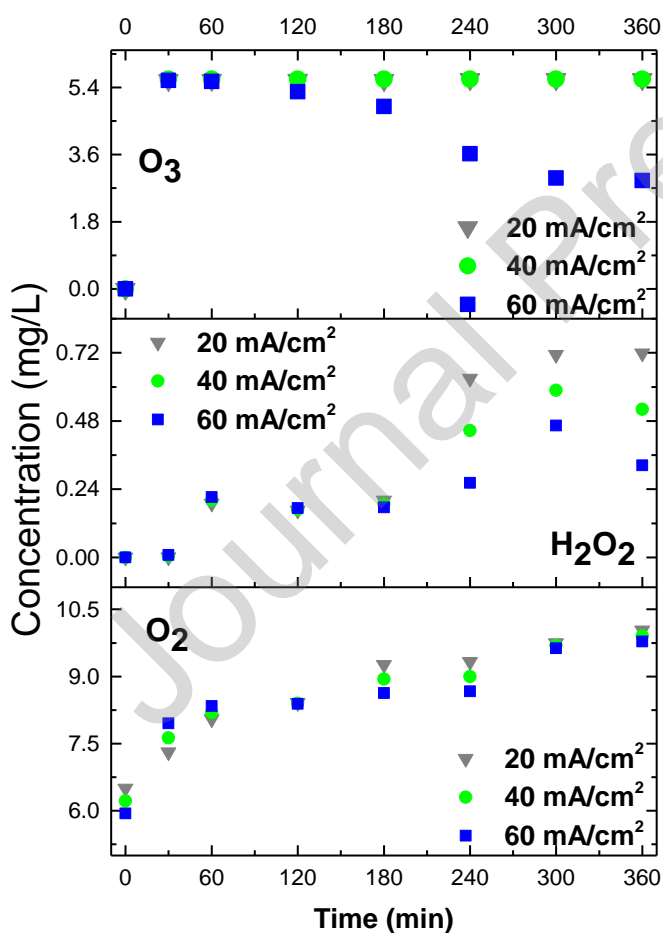 0 60 120 180 240 300 360
5.4
3.6
O3
1.8
20 mA/cm²
40 mA/cm²
0.0
60 mA/cm²
Concentration (mg/L)
0.72
20 mA/cm²
40 mA/cm²
0.48
60 mA/cm²
0.24
0.00
H2O2
10.5
O2
9.0
7.5
20 mA/cm²
40 mA/cm²
6.0
60 mA/cm²
0 60 120 180 240 300 360
Time (min)
Journal Pre